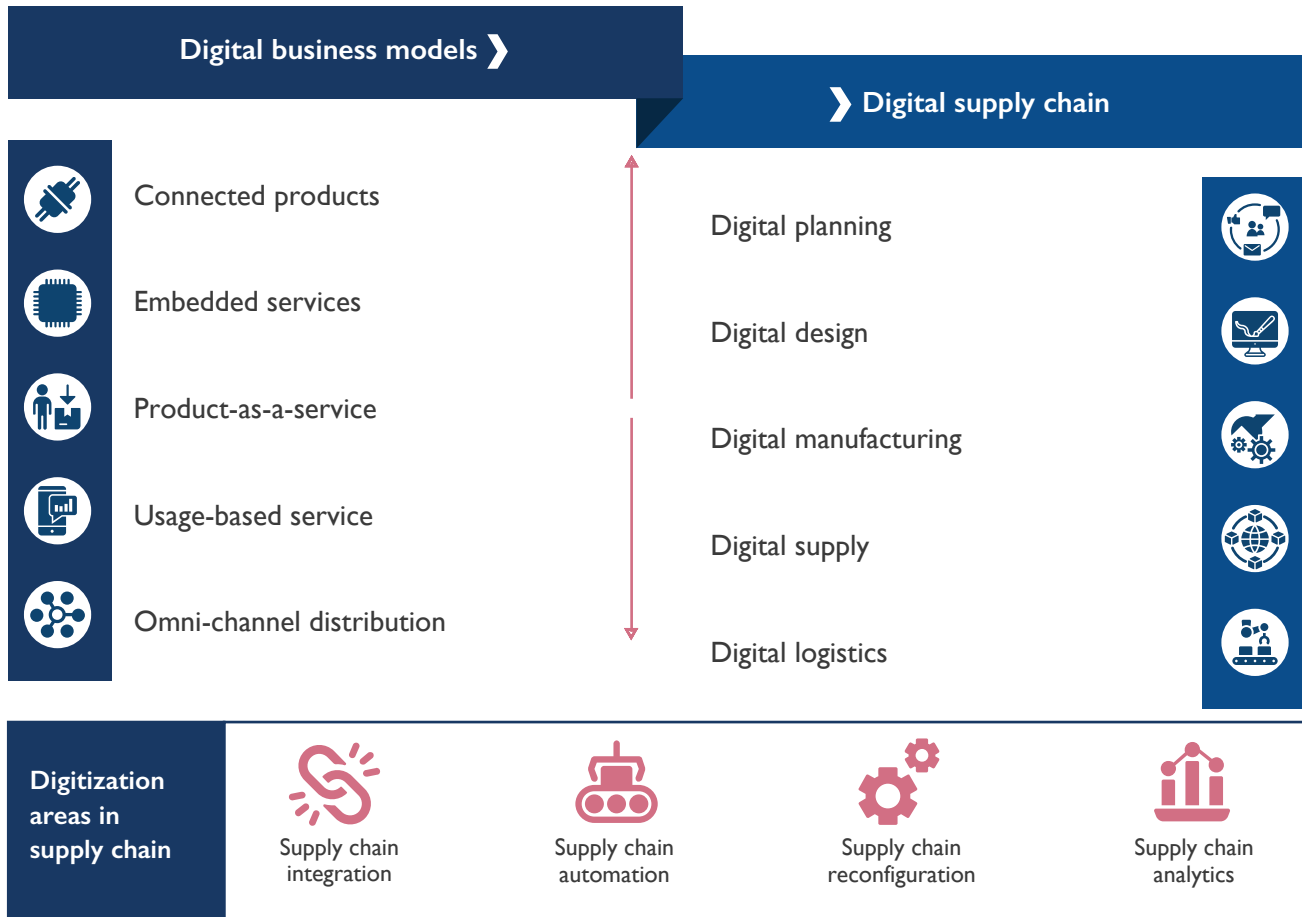 Digital business models
Digital supply chain
Connected products
Embedded services
Product-as-a-service
Usage-based service
Omni-channel distribution
Digital planning
Digital design
Digital manufacturing
Digital supply
Digital logistics
Digitization
areas in
supply chain
Supply chain
integration
Supply chain
automation
Supply chain
reconfiguration
Supply chain
analytics